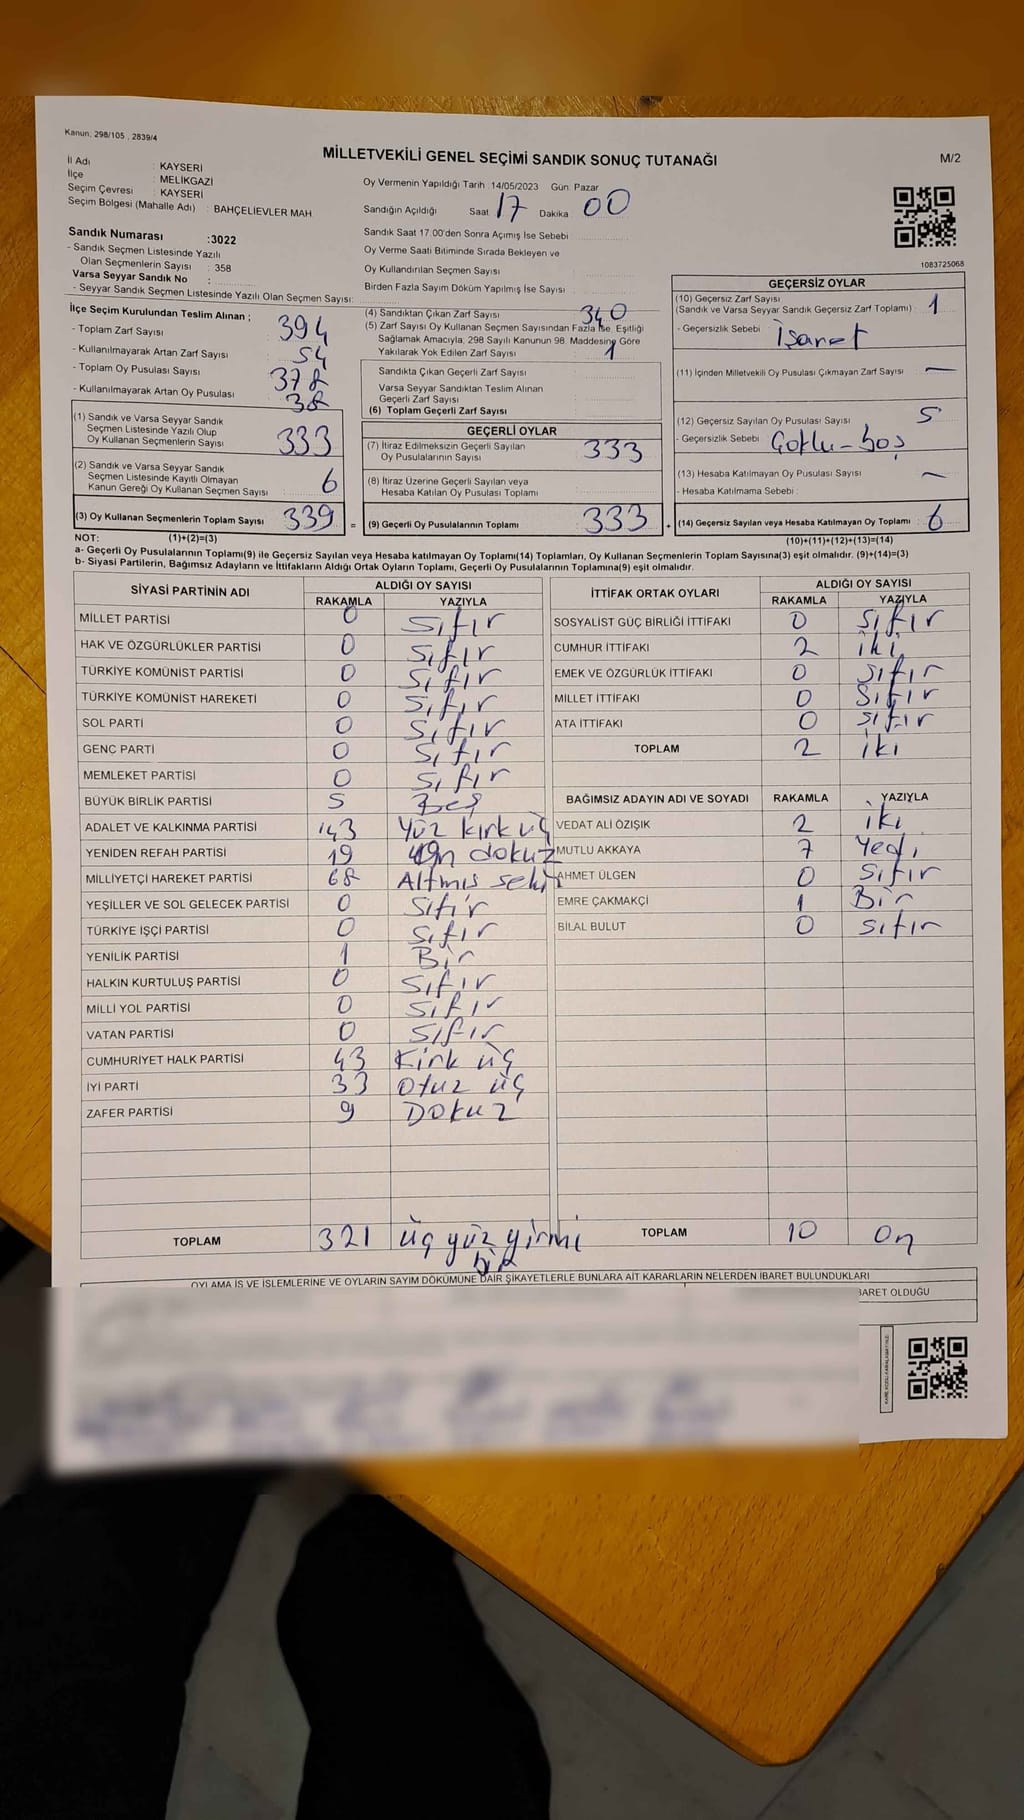 Kanun: 298/105 , 2839/4
MİLLETVEKİLİ GENEL SEÇİMİ SANDIK SONUÇ TUTANAĞI
M/2
İl Adı : KAYSERİ
İlçe : MELİKGAZİ
Seçim Çevresi : KAYSERİ
Seçim Bölgesi (Mahalle Adı) : BAHÇELİEVLER MAH
Oy Vermenin Yapıldığı Tarih :14/05/2023 Gün: Pazar
Sandığın Açıldığı Saat 17 Dakika 00
Sandık Saat 17.00'den Sonra Açılmış İse Sebebi
Oy Verme Saati Bitiminde Sırada Bekleyen ve
Oy Kullandırılan Seçmen Sayısı
Birden Fazla Sayım Döküm Yapılmış İse Sayısı
1083725068
Sandık Numarası :3022
- Sandık Seçmen Listesinde Yazılı
Olan Seçmenlerin Sayısı : 358
Varsa Seyyar Sandık No :
- Seyyar Sandık Seçmen Listesinde Yazılı Olan Seçmen Sayısı:
İlçe Seçim Kurulundan Teslim Alınan ;
- Toplam Zarf Sayısı 394
- Kullanılmayarak Artan Zarf Sayısı 54
- Toplam Oy Pusulası Sayısı 378
- Kullanılmayarak Artan Oy Pusulası 38
(1) Sandık ve Varsa Seyyar Sandık
Seçmen Listesinde Yazılı Olup
Oy Kullanan Seçmenlerin Sayısı 333
(2) Sandık ve Varsa Seyyar Sandık
Seçmen Listesinde Kayıtlı Olmayan
Kanun Gereği Oy Kullanan Seçmen Sayısı 6
(3) Oy Kullanan Seçmenlerin Toplam Sayısı 339 =
(4) Sandıktan Çıkan Zarf Sayısı 340
(5) Zarf Sayısı Oy Kullanan Seçmen Sayısından Fazla İse, Eşitliği
Sağlamak Amacıyla, 298 Sayılı Kanunun 98. Maddesine Göre
Yakılarak Yok Edilen Zarf Sayısı 1
Sandıkta Çıkan Geçerli Zarf Sayısı
Varsa Seyyar Sandıktan Teslim Alınan
Geçerli Zarf Sayısı
(6) Toplam Geçerli Zarf Sayısı
GEÇERLİ OYLAR
(7) İtiraz Edilmeksizin Geçerli Sayılan
Oy Pusulalarının Sayısı 333
(8) İtiraz Üzerine Geçerli Sayılan veya
Hesaba Katılan Oy Pusulası Toplamı
(9) Geçerli Oy Pusulalarının Toplamı 333 +
GEÇERSİZ OYLAR
(10) Geçersiz Zarf Sayısı
(Sandık ve Varsa Seyyar Sandık Geçersiz Zarf Toplamı) : 1
- Geçersizlik Sebebi İşaret
(11) İçinden Milletvekili Oy Pusulası Çıkmayan Zarf Sayısı —
(12) Geçersiz Sayılan Oy Pusulası Sayısı 5
- Geçersizlik Sebebi Çoklu-boş
(13) Hesaba Katılmayan Oy Pusulası Sayısı —
- Hesaba Katılmama Sebebi :
(14) Geçersiz Sayılan veya Hesaba Katılmayan Oy Toplamı 6
NOT: (1)+(2)=(3)
(10)+(11)+(12)+(13)=(14)
a- Geçerli Oy Pusulalarının Toplamı(9) ile Geçersiz Sayılan veya Hesaba katılmayan Oy Toplamı(14) Toplamları, Oy Kullanan Seçmenlerin Toplam Sayısına(3) eşit olmalıdır. (9)+(14)=(3)
b- Siyasi Partilerin, Bağımsız Adayların ve İttifakların Aldığı Ortak Oyların Toplamı, Geçerli Oy Pusulalarının Toplamına(9) eşit olmalıdır.
SİYASİ PARTİNİN ADI ALDIĞI OY SAYISI
RAKAMLA YAZIYLA
MİLLET PARTİSİ 0 Sıfır
HAK VE ÖZGÜRLÜKLER PARTİSİ 0 Sıfır
TÜRKİYE KOMÜNİST PARTİSİ 0 Sıfır
TÜRKİYE KOMÜNİST HAREKETİ 0 Sıfır
SOL PARTİ 0 Sıfır
GENÇ PARTİ 0 Sıfır
MEMLEKET PARTİSİ 0 Sıfır
BÜYÜK BİRLİK PARTİSİ 5 Beş
ADALET VE KALKINMA PARTİSİ 143 Yüz kırk üç
YENİDEN REFAH PARTİSİ 19 on dokuz
MİLLİYETÇİ HAREKET PARTİSİ 68 Altmış sekiz
YEŞİLLER VE SOL GELECEK PARTİSİ 0 Sıfır
TÜRKİYE İŞÇİ PARTİSİ 0 Sıfır
YENİLİK PARTİSİ 1 Bir
HALKIN KURTULUŞ PARTİSİ 0 Sıfır
MİLLİ YOL PARTİSİ 0 Sıfır
VATAN PARTİSİ 0 Sıfır
CUMHURİYET HALK PARTİSİ 43 Kırk üç
İYİ PARTİ 33 Otuz üç
ZAFER PARTİSİ 9 Dokuz
TOPLAM 321 üç yüz yirmi
bir
İTTİFAK ORTAK OYLARI ALDIĞI OY SAYISI
RAKAMLA YAZIYLA
SOSYALİST GÜÇ BİRLİĞİ İTTİFAKI 0 Sıfır
CUMHUR İTTİFAKI 2 iki
EMEK VE ÖZGÜRLÜK İTTİFAKI 0 Sıfır
MİLLET İTTİFAKI 0 Sıfır
ATA İTTİFAKI 0 Sıfır
TOPLAM 2 iki
BAĞIMSIZ ADAYIN ADI VE SOYADI RAKAMLA YAZIYLA
VEDAT ALİ ÖZIŞIK 2 iki
MUTLU AKKAYA 7 Yedi
AHMET ÜLGEN 0 Sıfır
EMRE ÇAKMAKÇİ 1 Bir
BİLAL BULUT 0 sıfır
TOPLAM 10 On
OYLAMA İŞ VE İŞLEMLERİNE VE OYLARIN SAYIM DÖKÜMÜNE DAİR ŞİKAYETLERLE BUNLARA AİT KARARLARIN NELERDEN İBARET BULUNDUKLARI
BARET OLDUĞU